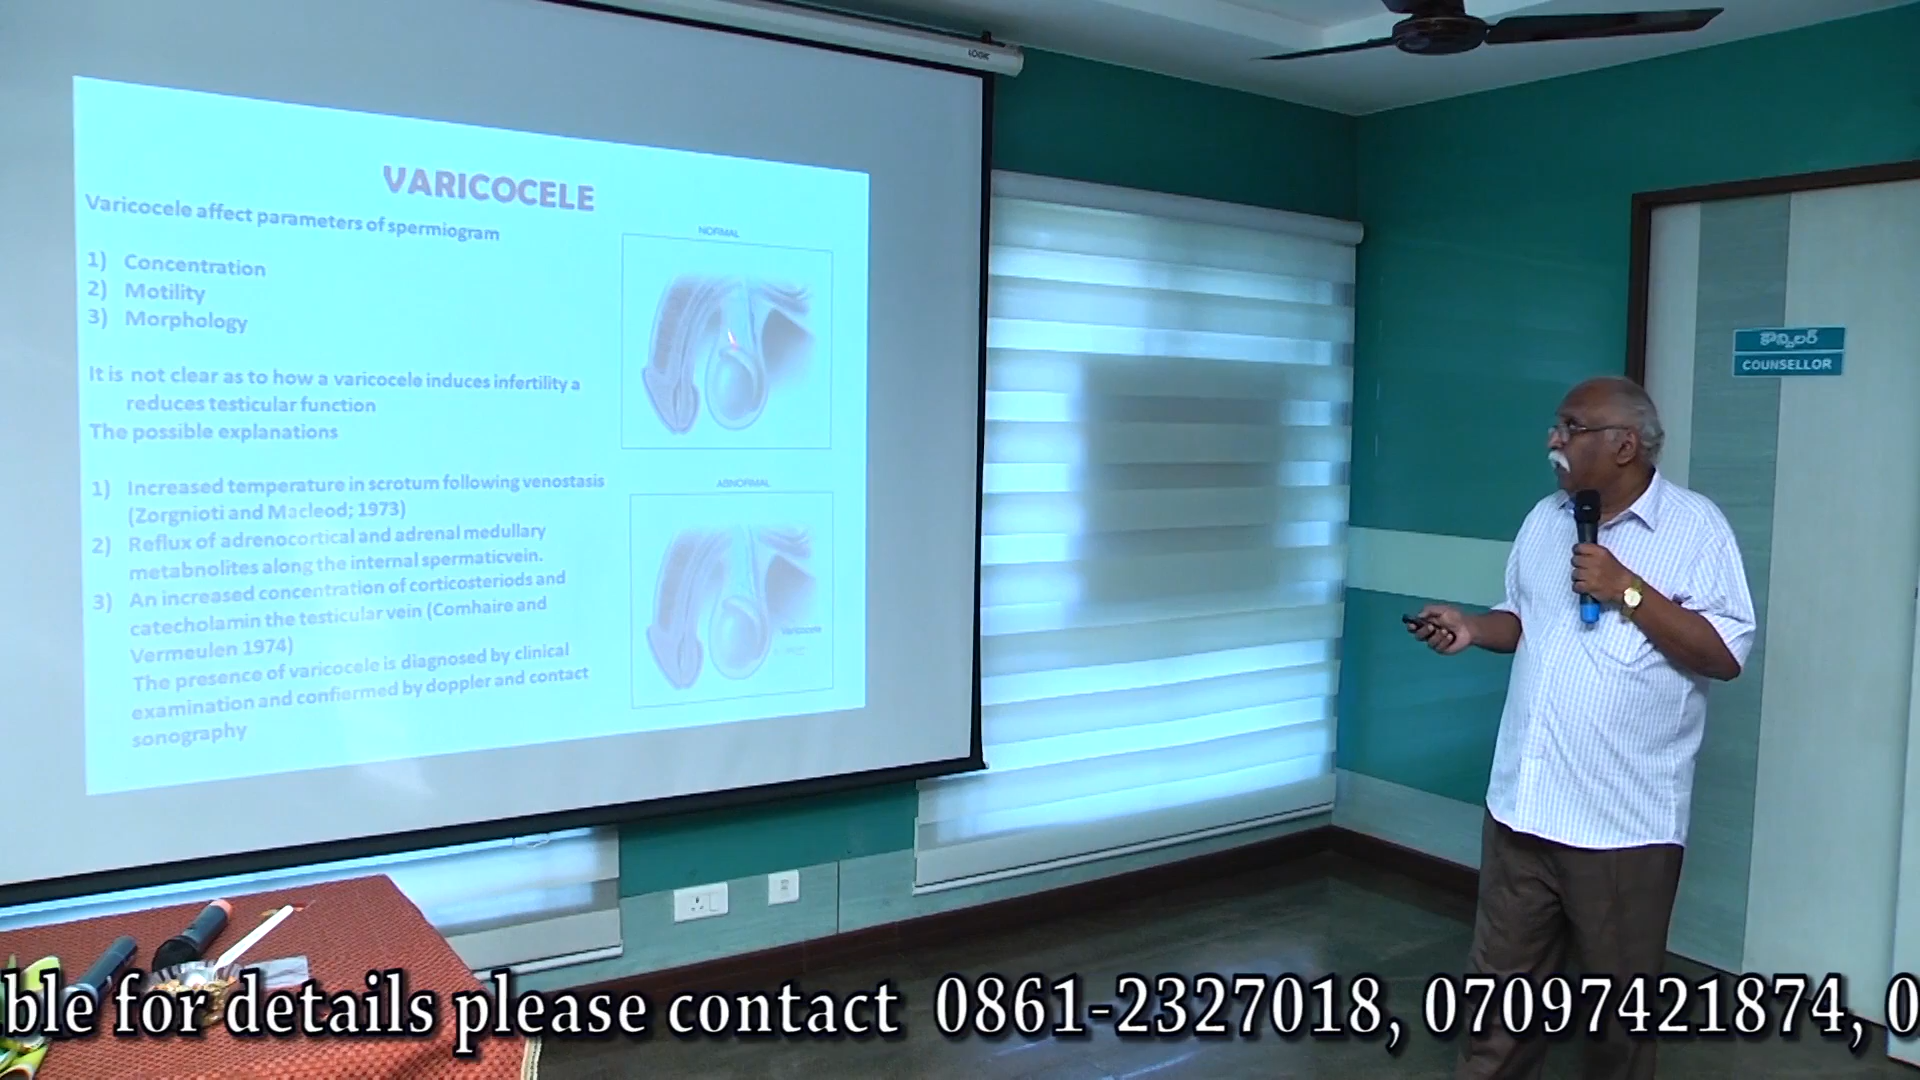 LOGIK
VARICOCELE
Varicocele affect parameters of spermiogram
1) Concentration
2) Motility
3) Morphology
It is not clear as to how a varicocele induces infertility a
reduces testicular function
The possible explanations
1) Increased temperature in scrotum following venostasis
(Zorgnioti and Macleod; 1973)
2) Reflux of adrenocortical and adrenal medullary
metabnolites along the internal spermaticvein.
3) An increased concentration of corticosteriods and
catecholamin the testicular vein (Comhaire and
Vermeulen 1974)
The presence of varicocele is diagnosed by clinical
examination and confiermed by doppler and contact
sonography
NORMAL
ABNORMAL
Varicocele
కౌన్సిలర్
COUNSELLOR
ble for details please contact 0861-2327018, 07097421874, 0